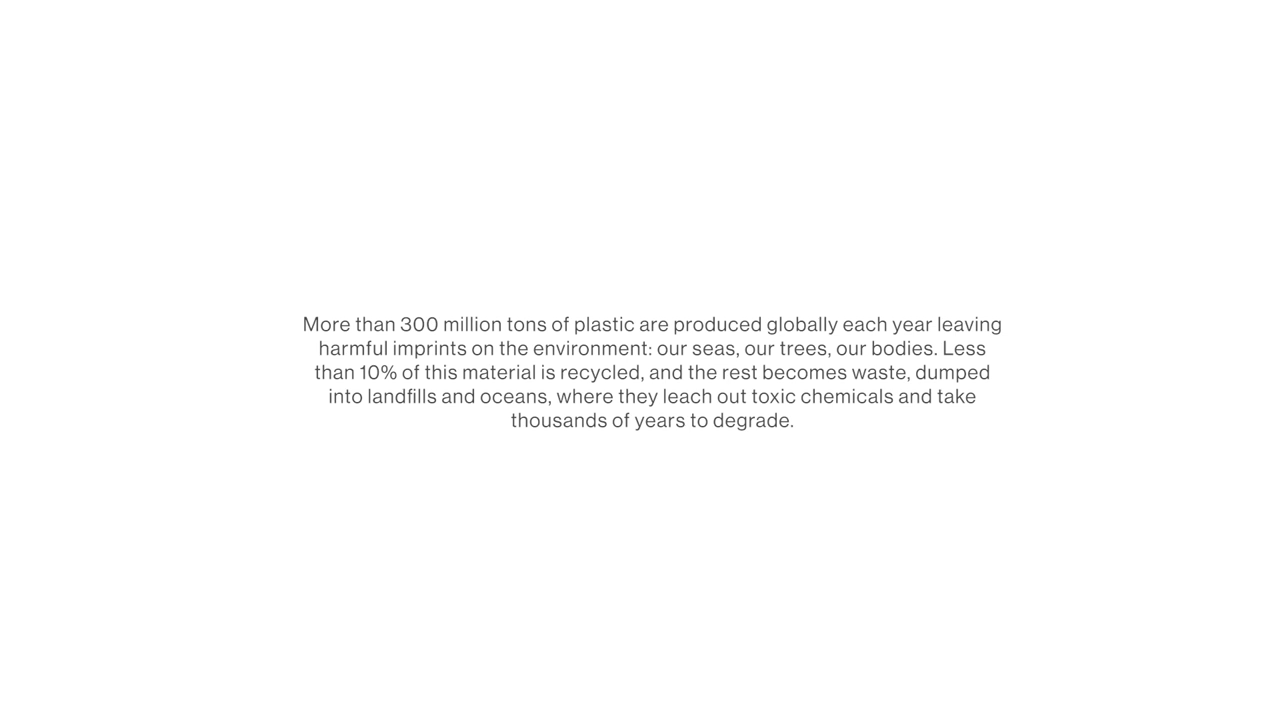 More than 300 million tons of plastic are produced globally each year leaving
harmful imprints on the environment: our seas, our trees, our bodies. Less
than 10% of this material is recycled, and the rest becomes waste, dumped
into landfills and oceans, where they leach out toxic chemicals and take
thousands of years to degrade.